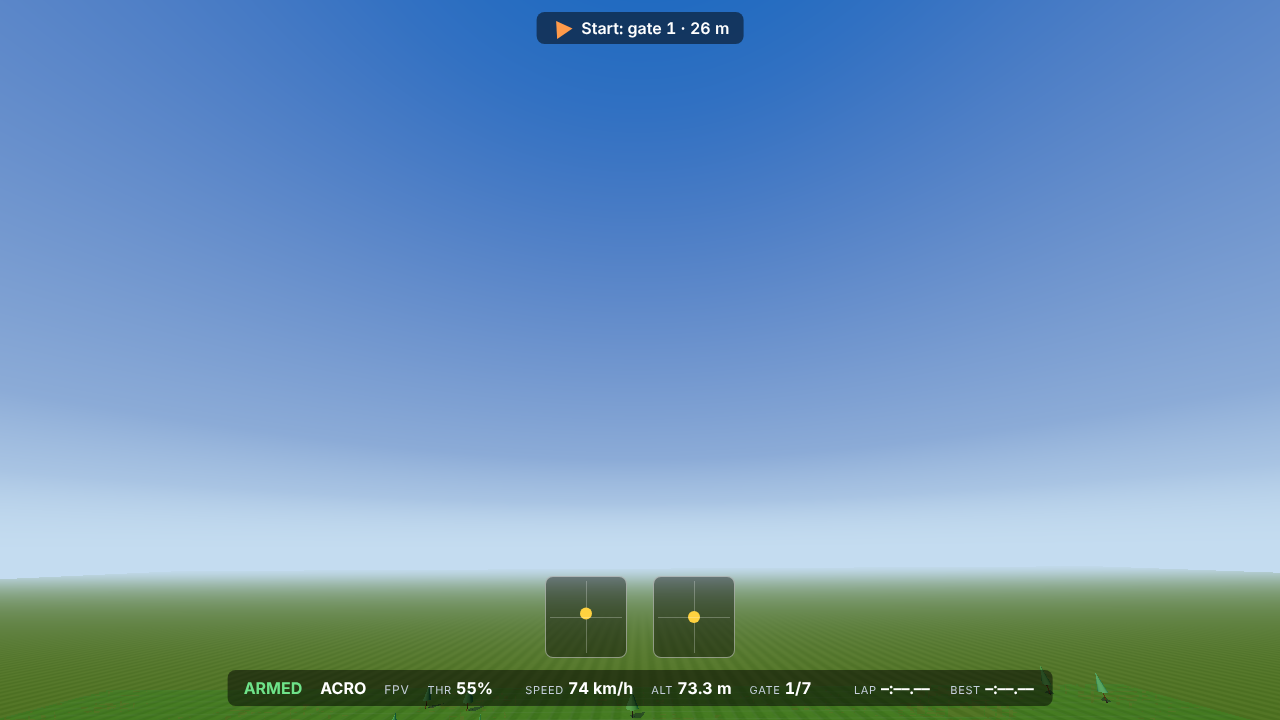 Start: gate 1 · 26 m
ARMED ACRO FPV THR 55% SPEED 74 km/h ALT 73.3 m GATE 1/7 LAP –:––.–– BEST –:––.––